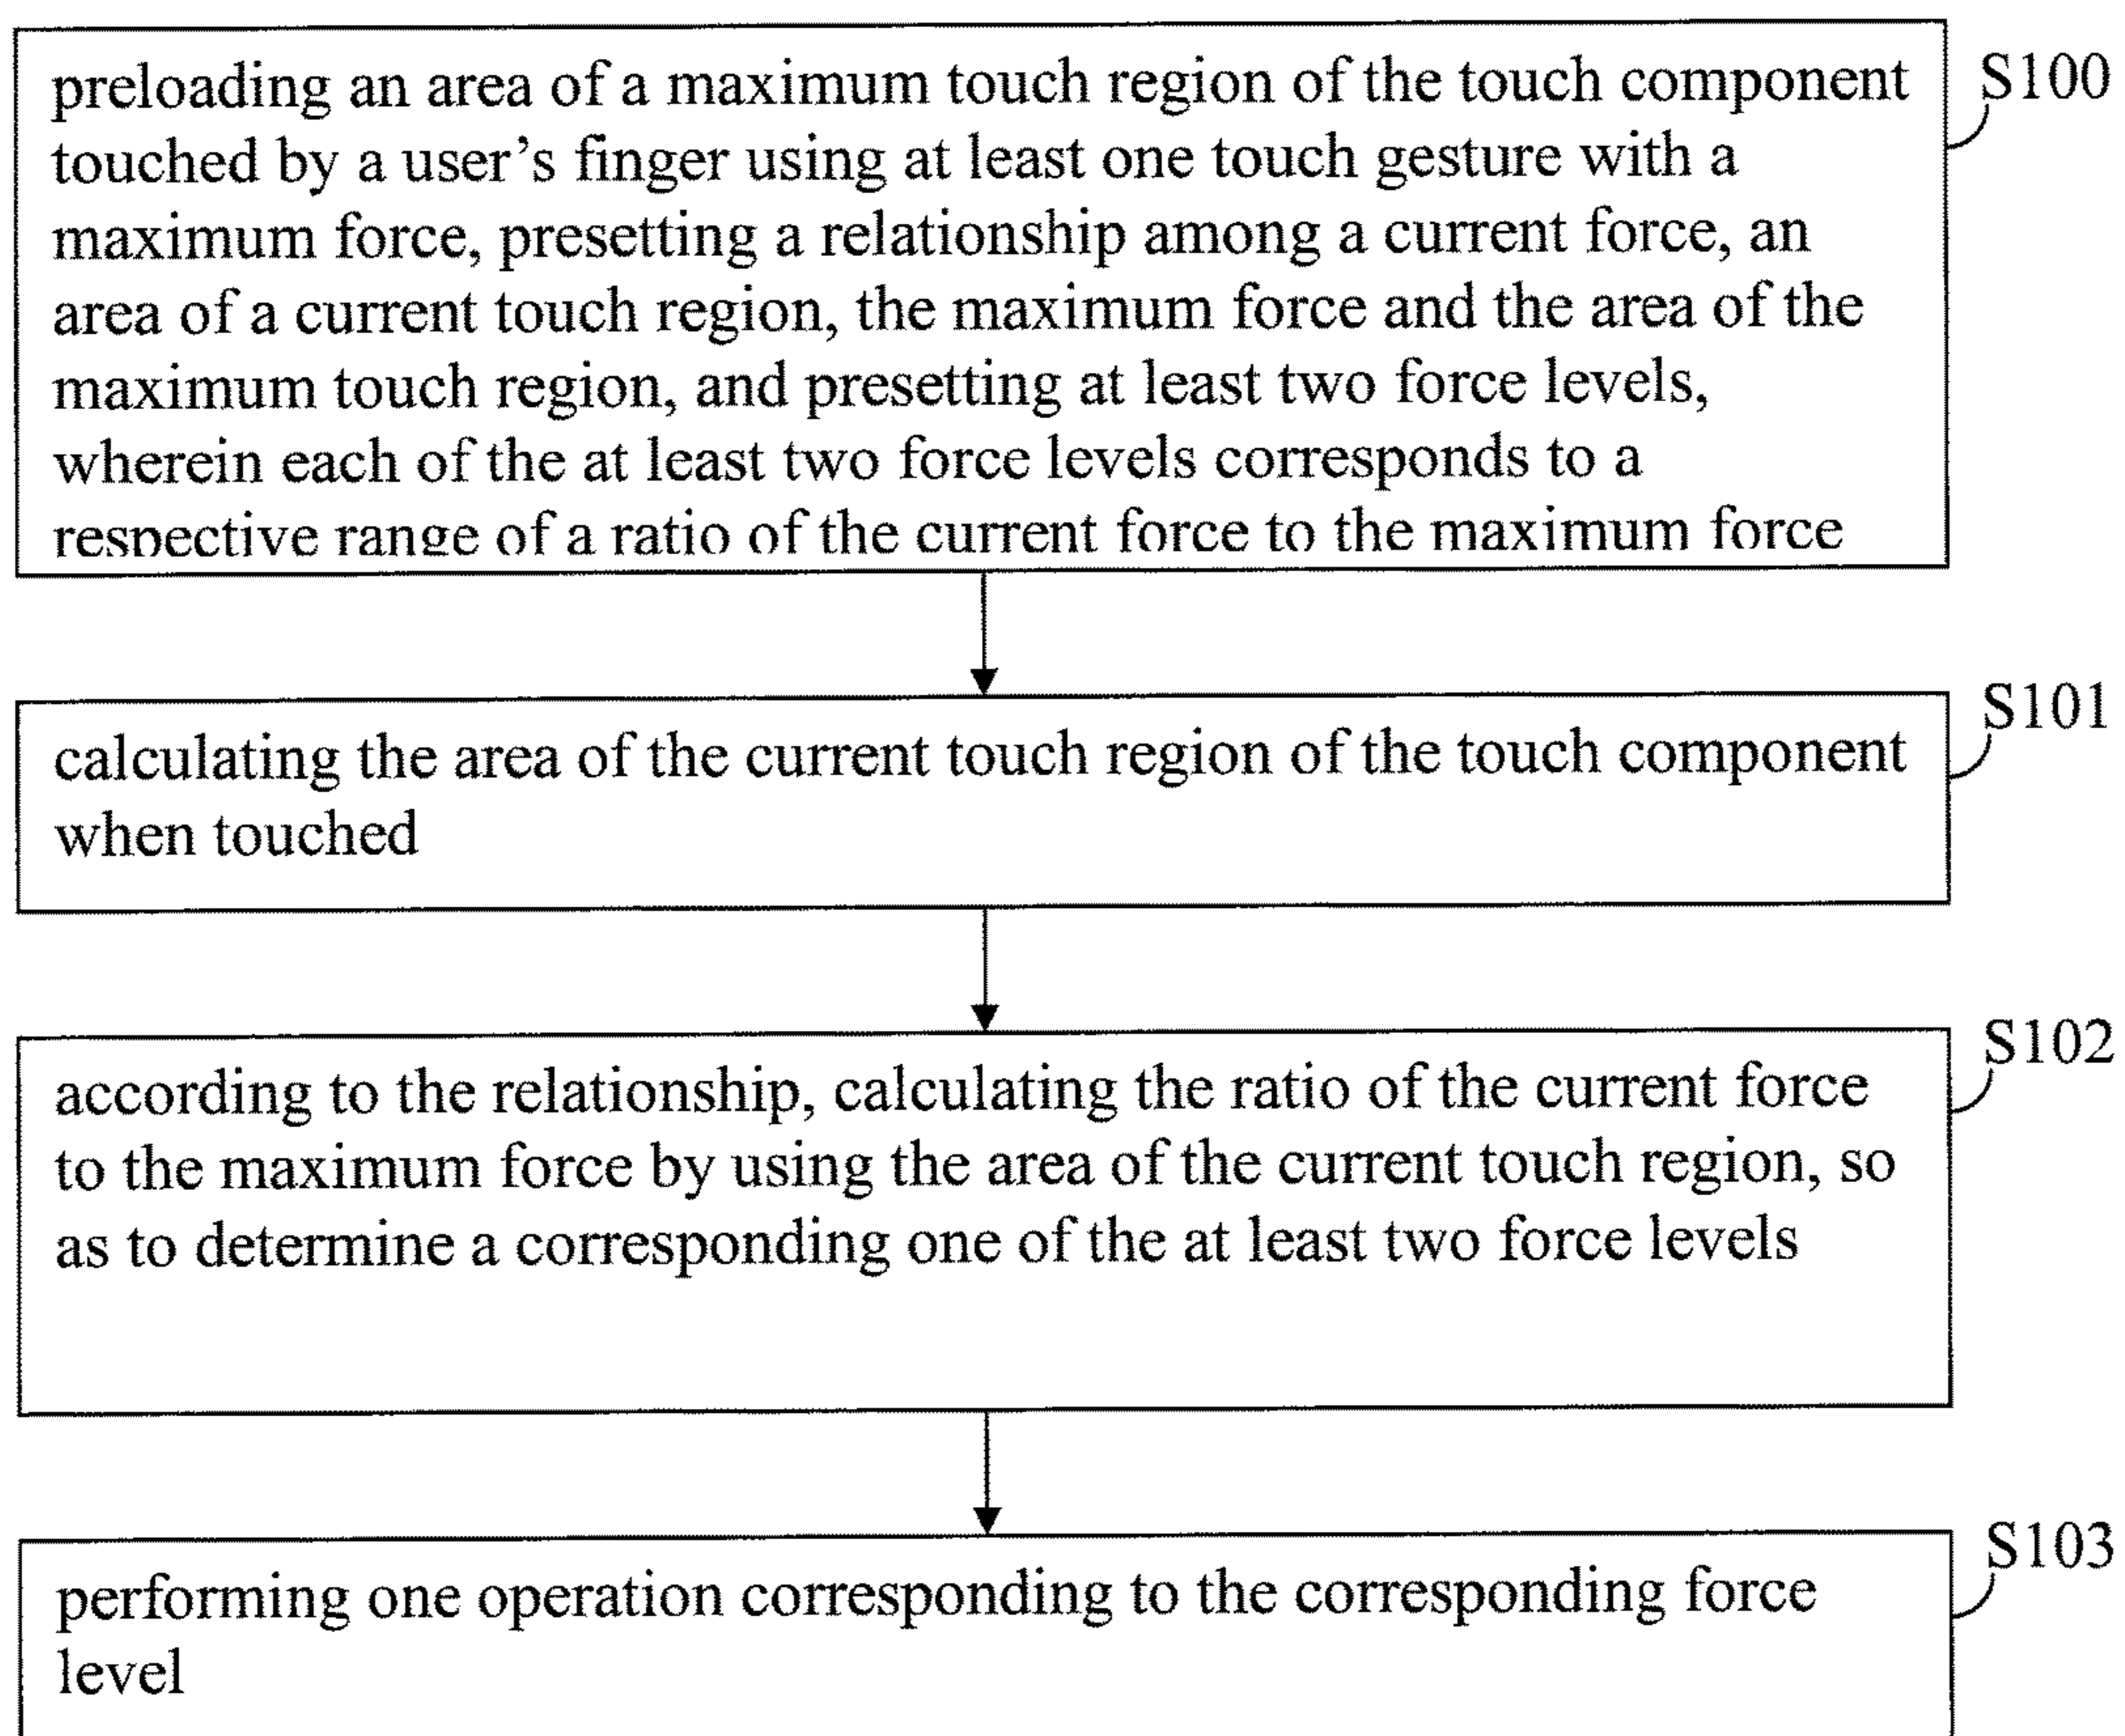 preloading an area of a maximum touch region of the touch component
touched by a user's finger using at least one touch gesture with a
maximum force, presetting a relationship among a current force, an
area of a current touch region, the maximum force and the area of the
maximum touch region, and presetting at least two force levels,
wherein each of the at least two force levels corresponds to a
respective range of a ratio of the current force to the maximum force
S100
calculating the area of the current touch region of the touch component
when touched
S101
according to the relationship, calculating the ratio of the current force
to the maximum force by using the area of the current touch region, so
as to determine a corresponding one of the at least two force levels
S102
performing one operation corresponding to the corresponding force
level
S103